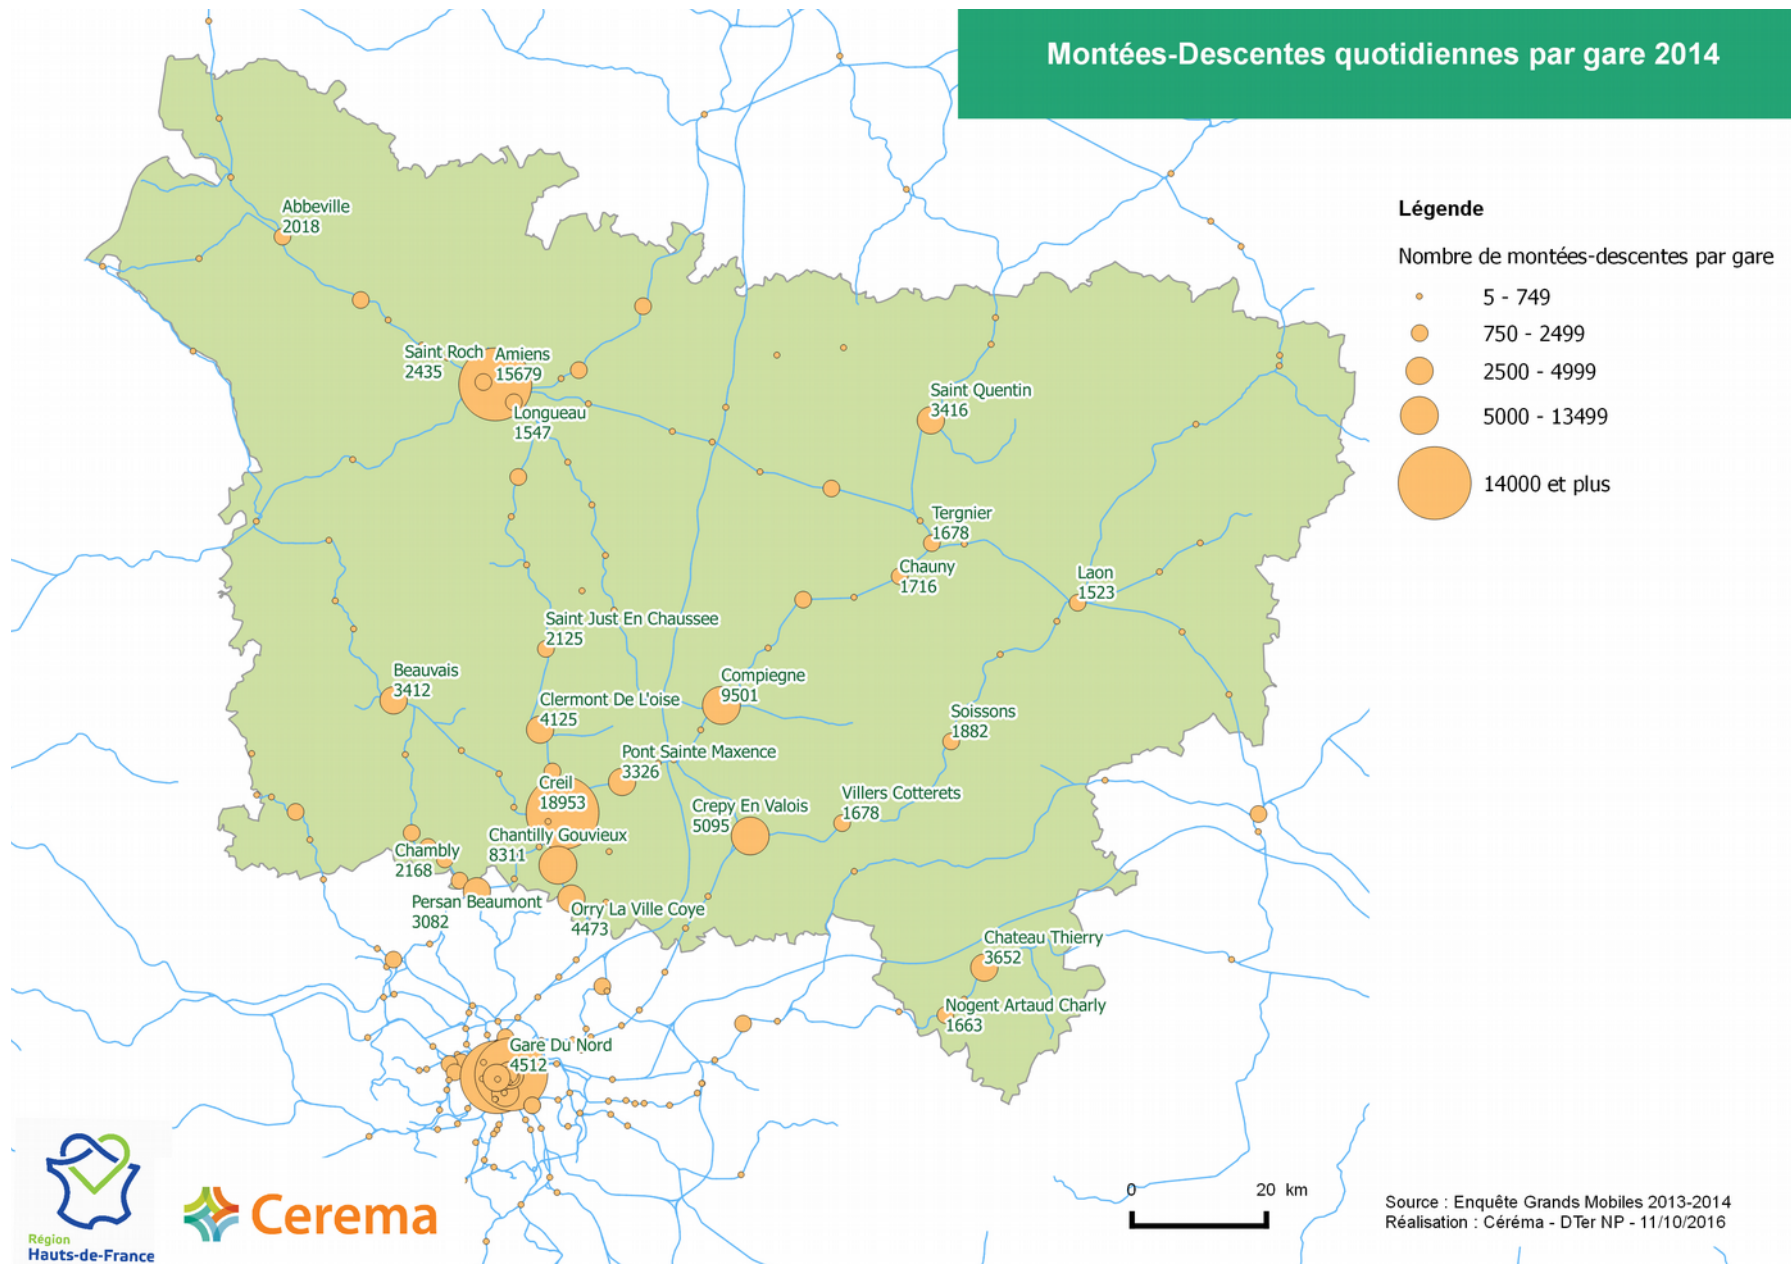 Montées-Descentes quotidiennes par gare 2014
Légende
Nombre de montées-descentes par gare
5 - 749
750 - 2499
2500 - 4999
5000 - 13499
14000 et plus
Abbeville
2018
Saint Roch
2435
Amiens
15679
Longueau
1547
Saint Quentin
3416
Tergnier
1678
Chauny
1716
Laon
1523
Saint Just En Chaussee
2125
Beauvais
3412
Clermont De L'oise
4125
Compiegne
9501
Soissons
1882
Pont Sainte Maxence
3326
Creil
18953
Crepy En Valois
5095
Villers Cotterets
1678
Chantilly Gouvieux
8311
Chambly
2168
Persan Beaumont
3082
Orry La Ville Coye
4473
Chateau Thierry
3652
Nogent Artaud Charly
1663
Gare Du Nord
4512
0 20 km
Source : Enquête Grands Mobiles 2013-2014
Réalisation : Céréma - DTer NP - 11/10/2016
Région
Hauts-de-France
Cerema